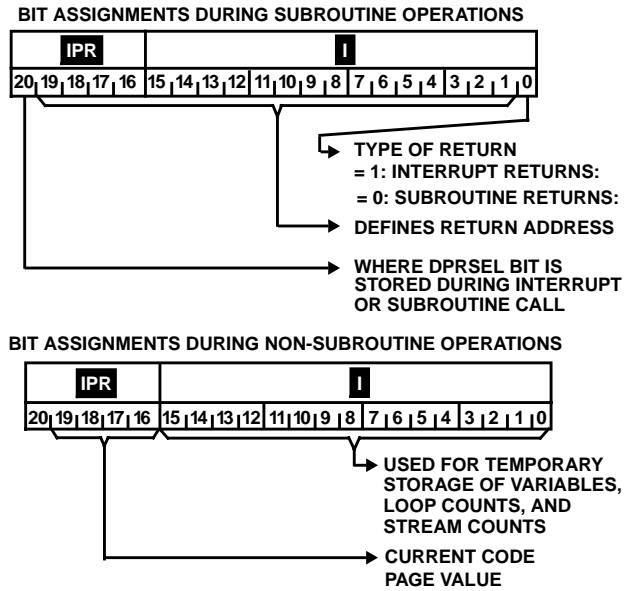 BIT ASSIGNMENTS DURING SUBROUTINE OPERATIONS
IPR I
20 19 18 17 16 15 14 13 12 11 10 9 8 7 6 5 4 3 2 1 0
TYPE OF RETURN
= 1: INTERRUPT RETURNS:
= 0: SUBROUTINE RETURNS:
DEFINES RETURN ADDRESS
WHERE DPRSEL BIT IS
STORED DURING INTERRUPT
OR SUBROUTINE CALL
BIT ASSIGNMENTS DURING NON-SUBROUTINE OPERATIONS
IPR I
20 19 18 17 16 15 14 13 12 11 10 9 8 7 6 5 4 3 2 1 0
USED FOR TEMPORARY
STORAGE OF VARIABLES,
LOOP COUNTS, AND
STREAM COUNTS
CURRENT CODE
PAGE VALUE